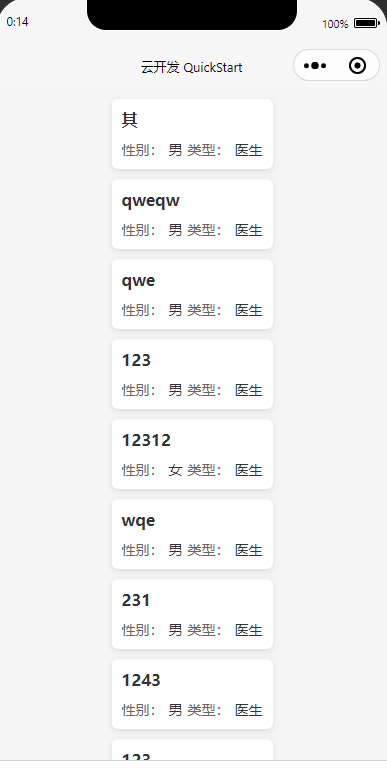 0:14
100%
云开发 QuickStart
其
性别： 男 类型： 医生
qweqw
性别： 男 类型： 医生
qwe
性别： 男 类型： 医生
123
性别： 男 类型： 医生
12312
性别： 女 类型： 医生
wqe
性别： 男 类型： 医生
231
性别： 男 类型： 医生
1243
性别： 男 类型： 医生
123